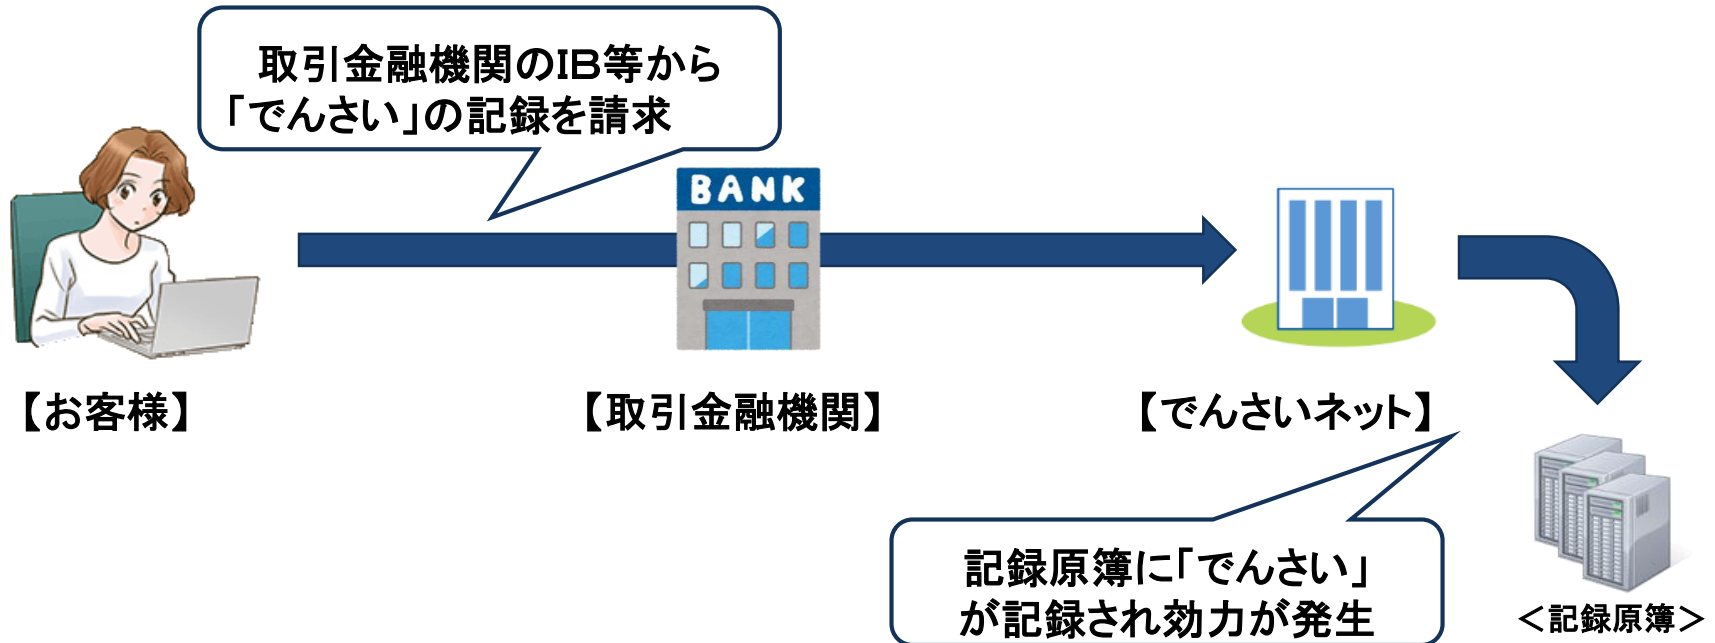 取引金融機関のIB等から
「でんさい」の記録を請求
BANK
【お客様】
【取引金融機関】
【でんさいネット】
記録原簿に「でんさい」
が記録され効力が発生
＜記録原簿＞